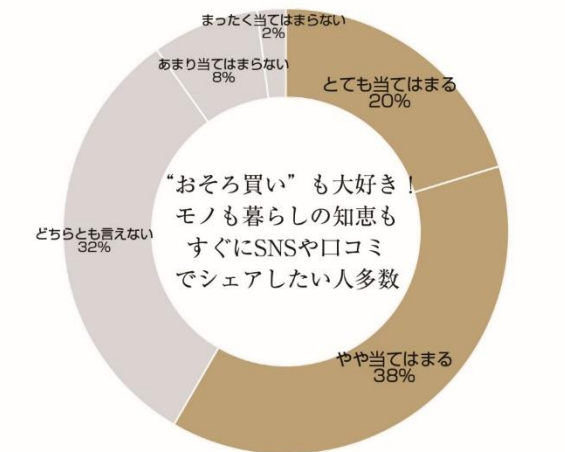 まったく当てはまらない
2%
あまり当てはまらない
8%
とても当てはまる
20%
“おそろ買い” も大好き！
モノも暮らしの知恵も
すぐにSNSや口コミ
でシェアしたい人多数
どちらとも言えない
32%
やや当てはまる
38%